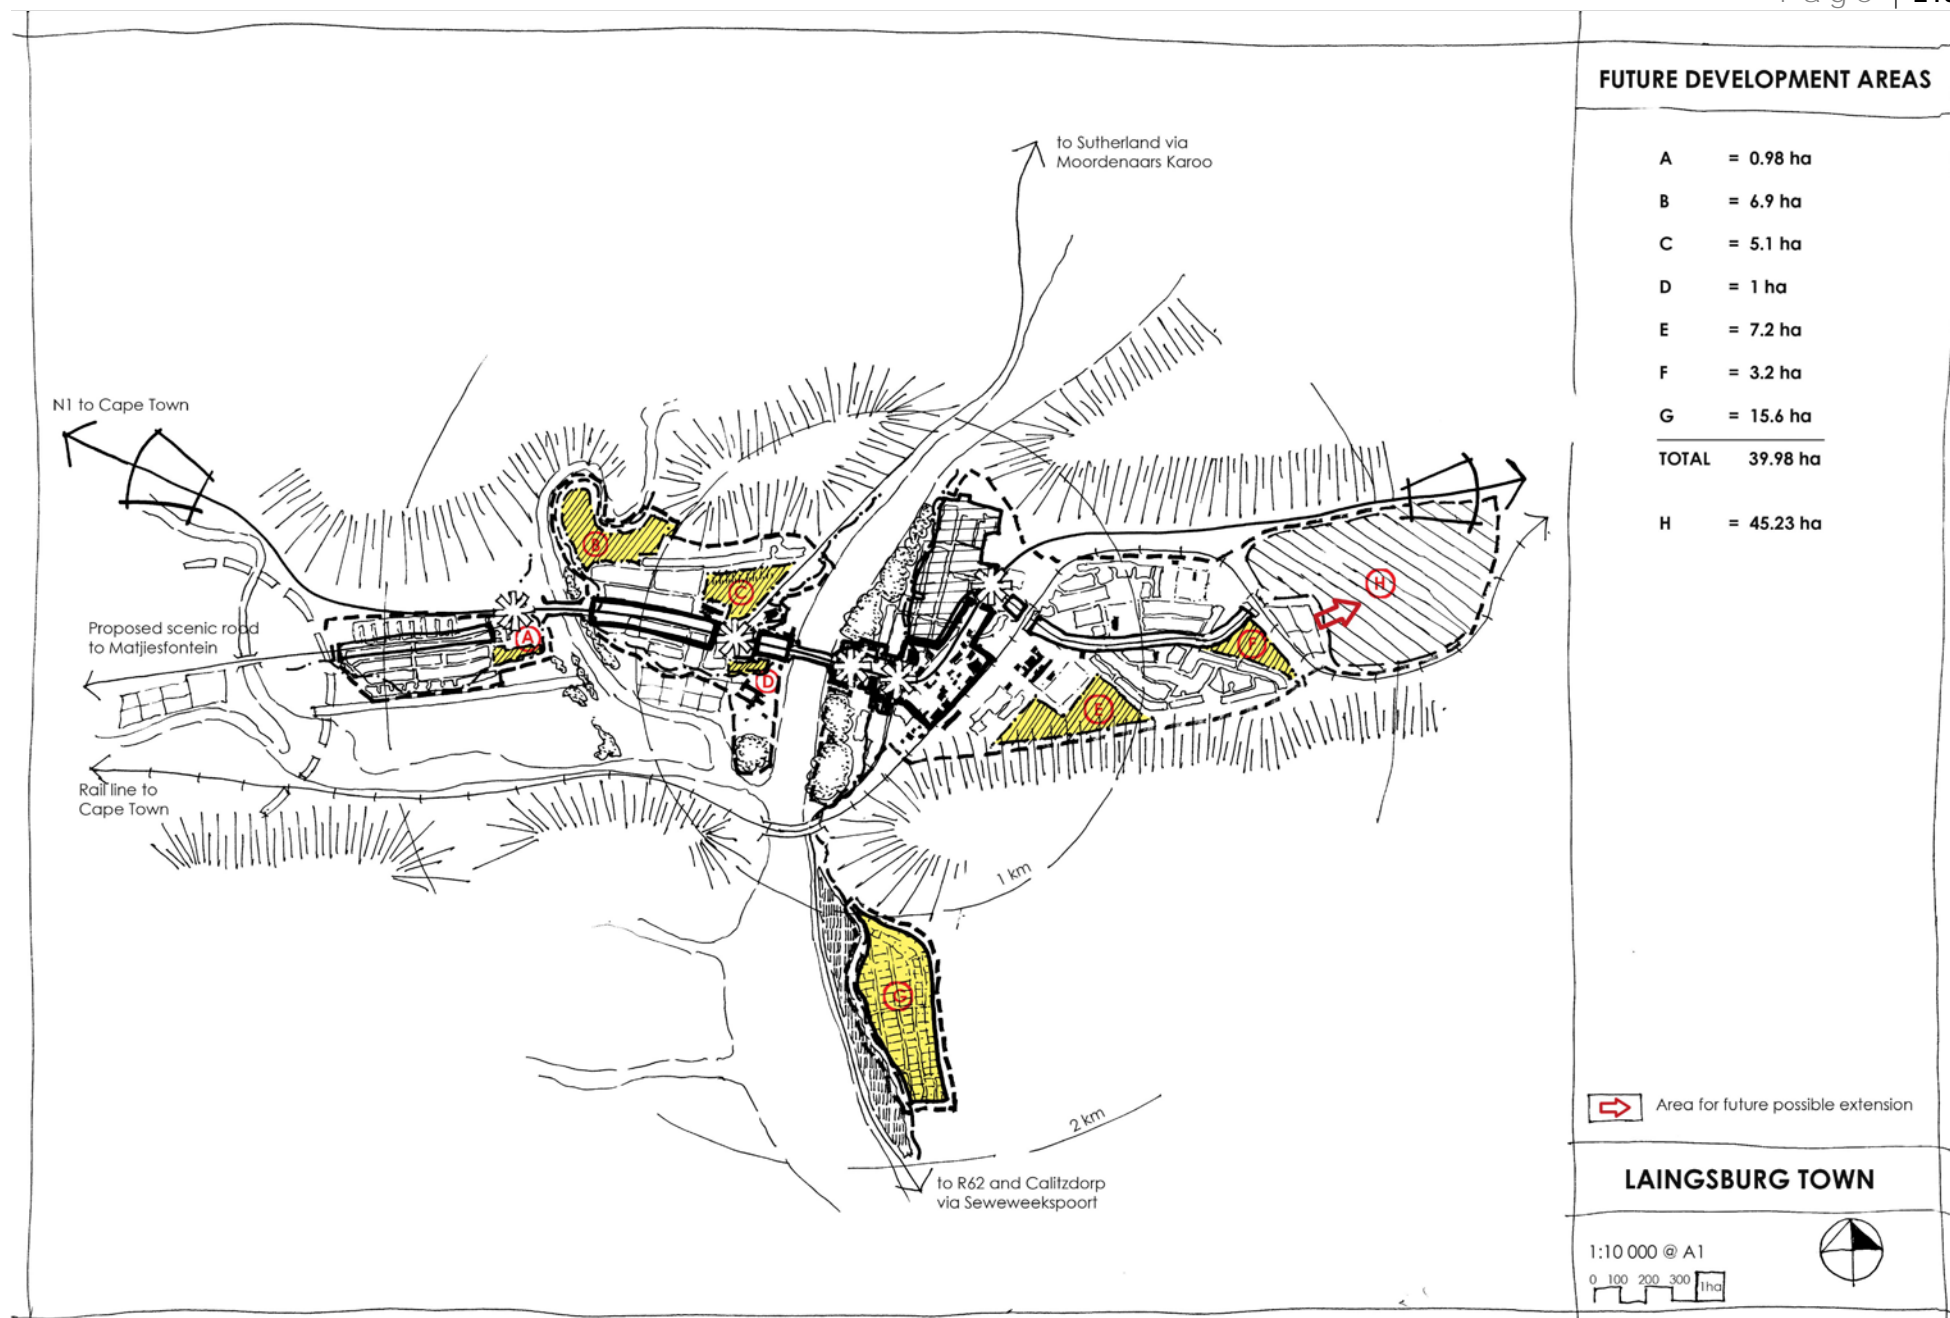 Page |
FUTURE DEVELOPMENT AREAS
A = 0.98 ha
B = 6.9 ha
C = 5.1 ha
D = 1 ha
E = 7.2 ha
F = 3.2 ha
G = 15.6 ha
TOTAL 39.98 ha
H = 45.23 ha
to Sutherland via
Moordenaars Karoo
N1 to Cape Town
Proposed scenic road
to Matjiesfontein
Rail line to
Cape Town
B
C
A
D
H
F
E
G
1 km
2 km
to R62 and Calitzdorp
via Seweweekspoort
Area for future possible extension
LAINGSBURG TOWN
1:10 000 @ A1
0 100 200 300 1ha